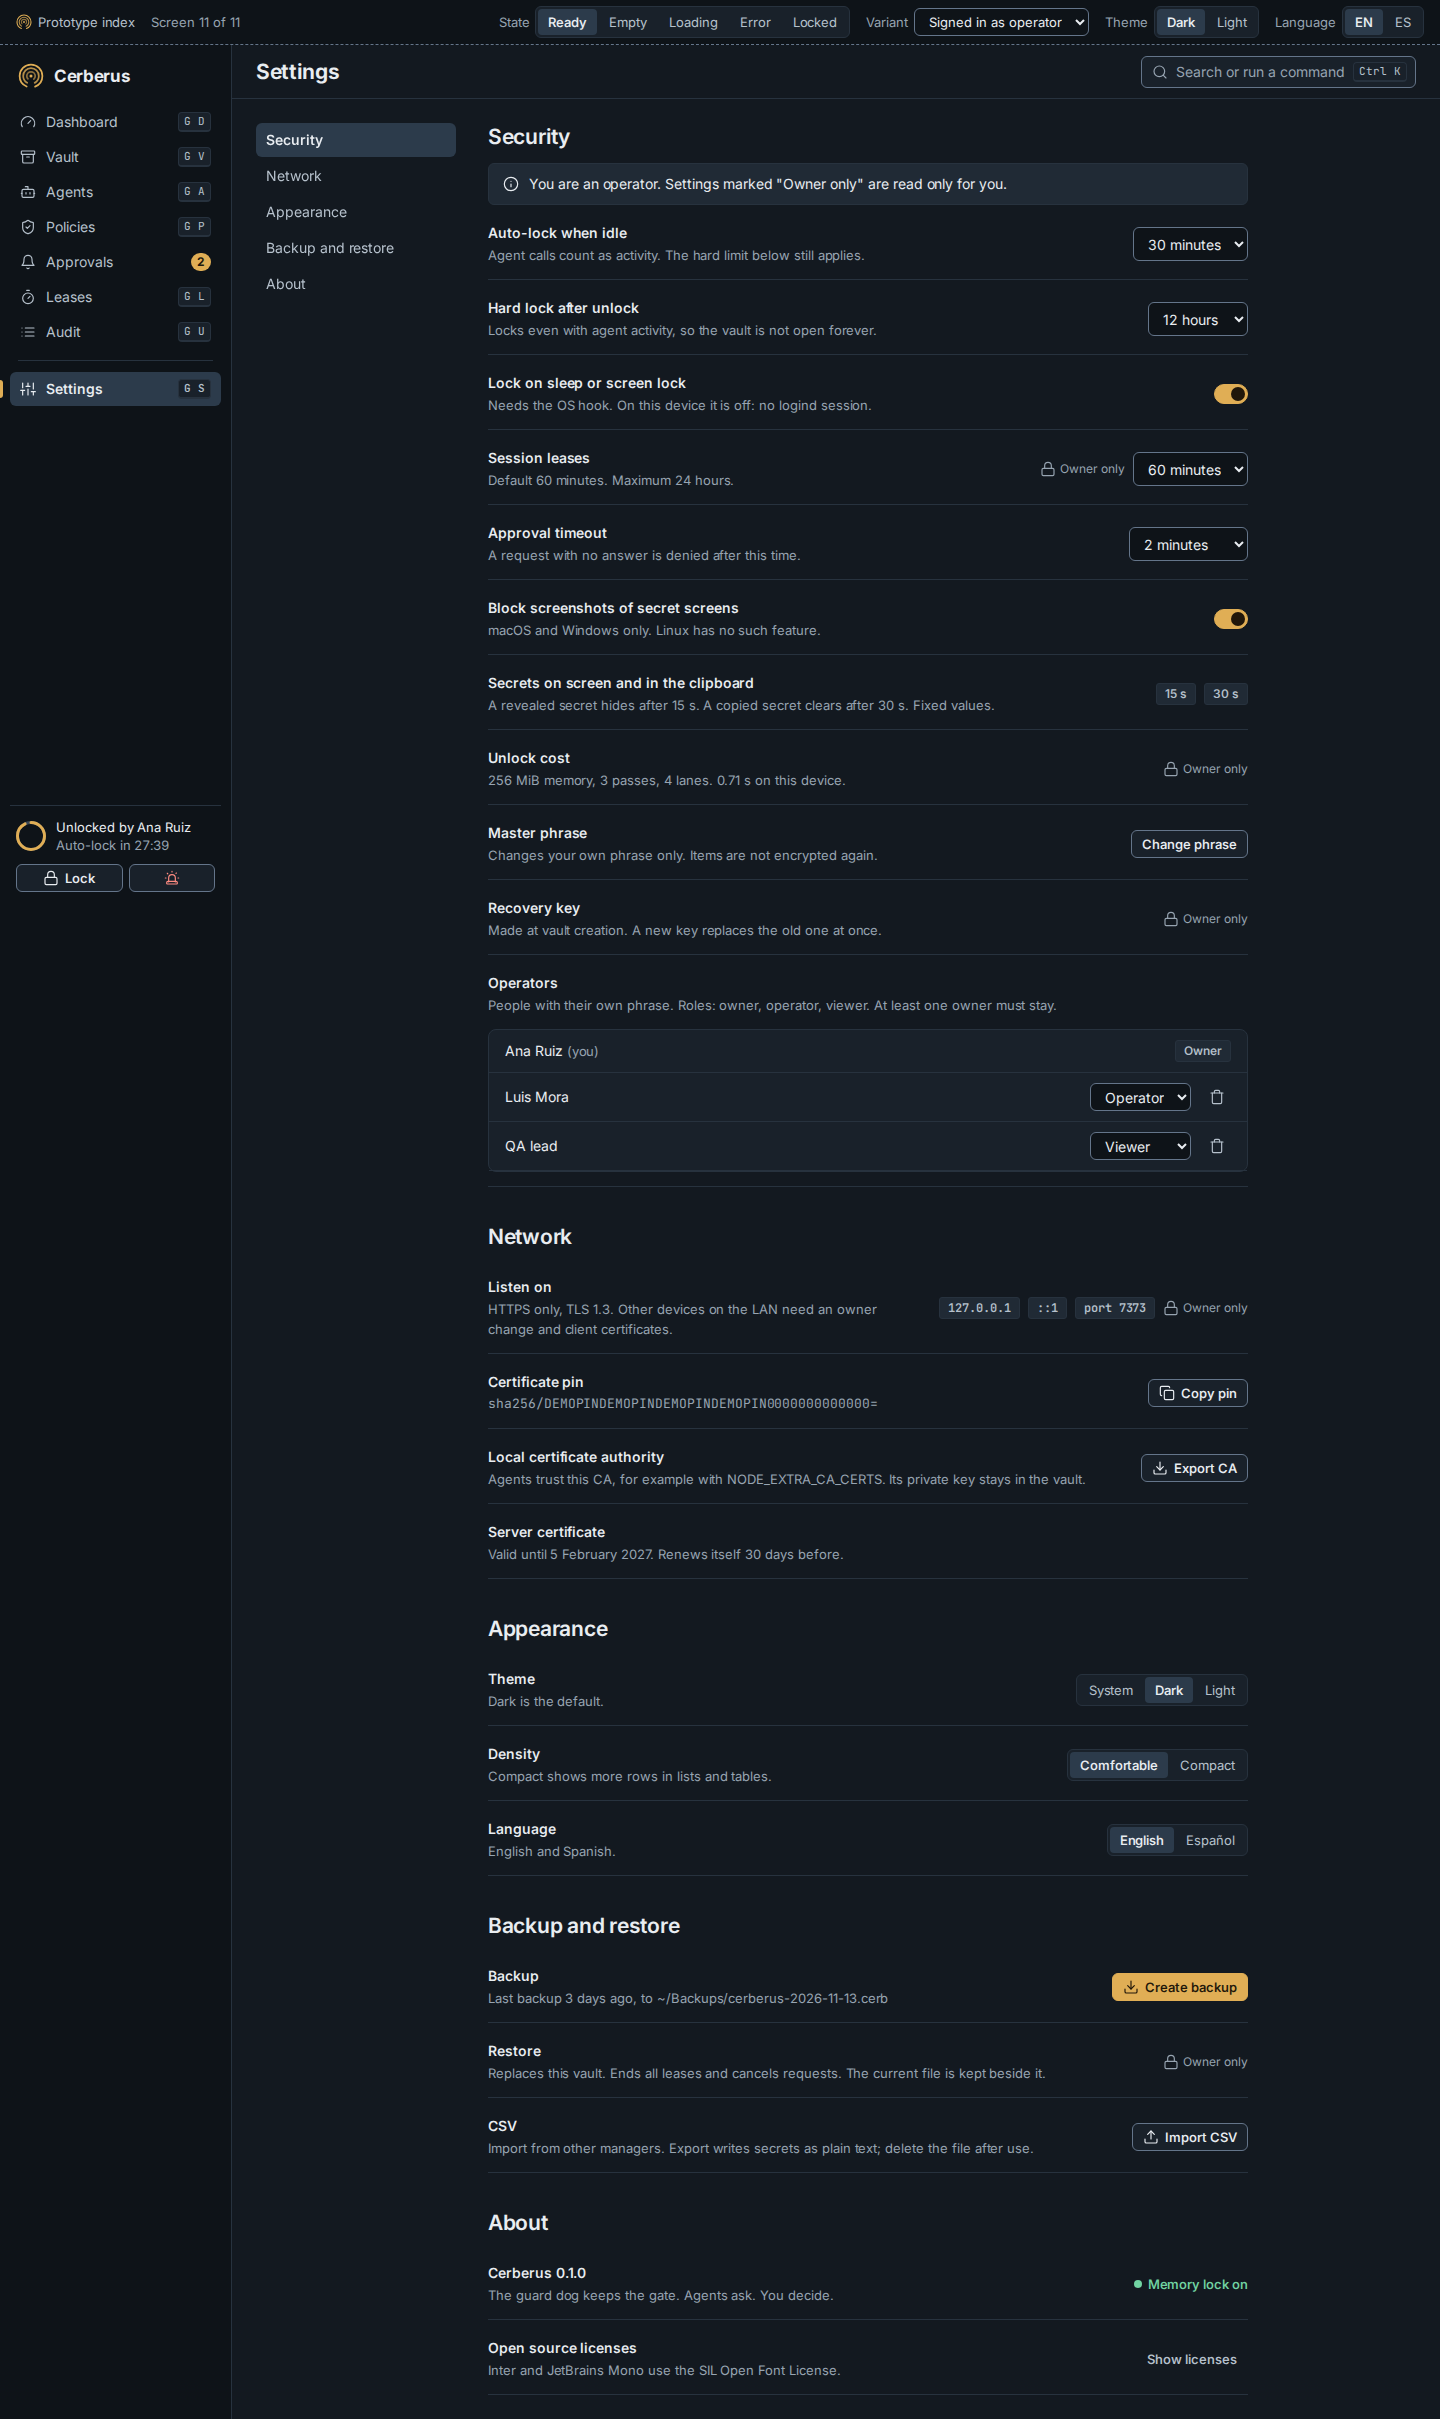 Prototype index
Screen 11 of 11
State
Ready
Empty
Loading
Error
Locked
Variant
Signed in as operator
Theme
Dark
Light
Language
EN
ES
Cerberus
Dashboard
G D
Vault
G V
Agents
G A
Policies
G P
Approvals
2
Leases
G L
Audit
G U
Settings
G S
Unlocked by Ana Ruiz
Auto-lock in 27:39
Lock
Settings
Search or run a command
Ctrl K
Security
Network
Appearance
Backup and restore
About
Security
You are an operator. Settings marked "Owner only" are read only for you.
Auto-lock when idle
Agent calls count as activity. The hard limit below still applies.
30 minutes
Hard lock after unlock
Locks even with agent activity, so the vault is not open forever.
12 hours
Lock on sleep or screen lock
Needs the OS hook. On this device it is off: no logind session.
Session leases
Default 60 minutes. Maximum 24 hours.
Owner only
60 minutes
Approval timeout
A request with no answer is denied after this time.
2 minutes
Block screenshots of secret screens
macOS and Windows only. Linux has no such feature.
Secrets on screen and in the clipboard
A revealed secret hides after 15 s. A copied secret clears after 30 s. Fixed values.
15 s
30 s
Unlock cost
256 MiB memory, 3 passes, 4 lanes. 0.71 s on this device.
Owner only
Master phrase
Changes your own phrase only. Items are not encrypted again.
Change phrase
Recovery key
Made at vault creation. A new key replaces the old one at once.
Owner only
Operators
People with their own phrase. Roles: owner, operator, viewer. At least one owner must stay.
Ana Ruiz (you)
Owner
Luis Mora
Operator
QA lead
Viewer
Network
Listen on
HTTPS only, TLS 1.3. Other devices on the LAN need an owner
change and client certificates.
127.0.0.1
::1
port 7373
Owner only
Certificate pin
sha256/DEMOPINDEMOPINDEMOPINDEMOPIN0000000000000=
Copy pin
Local certificate authority
Agents trust this CA, for example with NODE_EXTRA_CA_CERTS. Its private key stays in the vault.
Export CA
Server certificate
Valid until 5 February 2027. Renews itself 30 days before.
Appearance
Theme
Dark is the default.
System
Dark
Light
Density
Compact shows more rows in lists and tables.
Comfortable
Compact
Language
English and Spanish.
English
Español
Backup and restore
Backup
Last backup 3 days ago, to ~/Backups/cerberus-2026-11-13.cerb
Create backup
Restore
Replaces this vault. Ends all leases and cancels requests. The current file is kept beside it.
Owner only
CSV
Import from other managers. Export writes secrets as plain text; delete the file after use.
Import CSV
About
Cerberus 0.1.0
The guard dog keeps the gate. Agents ask. You decide.
Memory lock on
Open source licenses
Inter and JetBrains Mono use the SIL Open Font License.
Show licenses